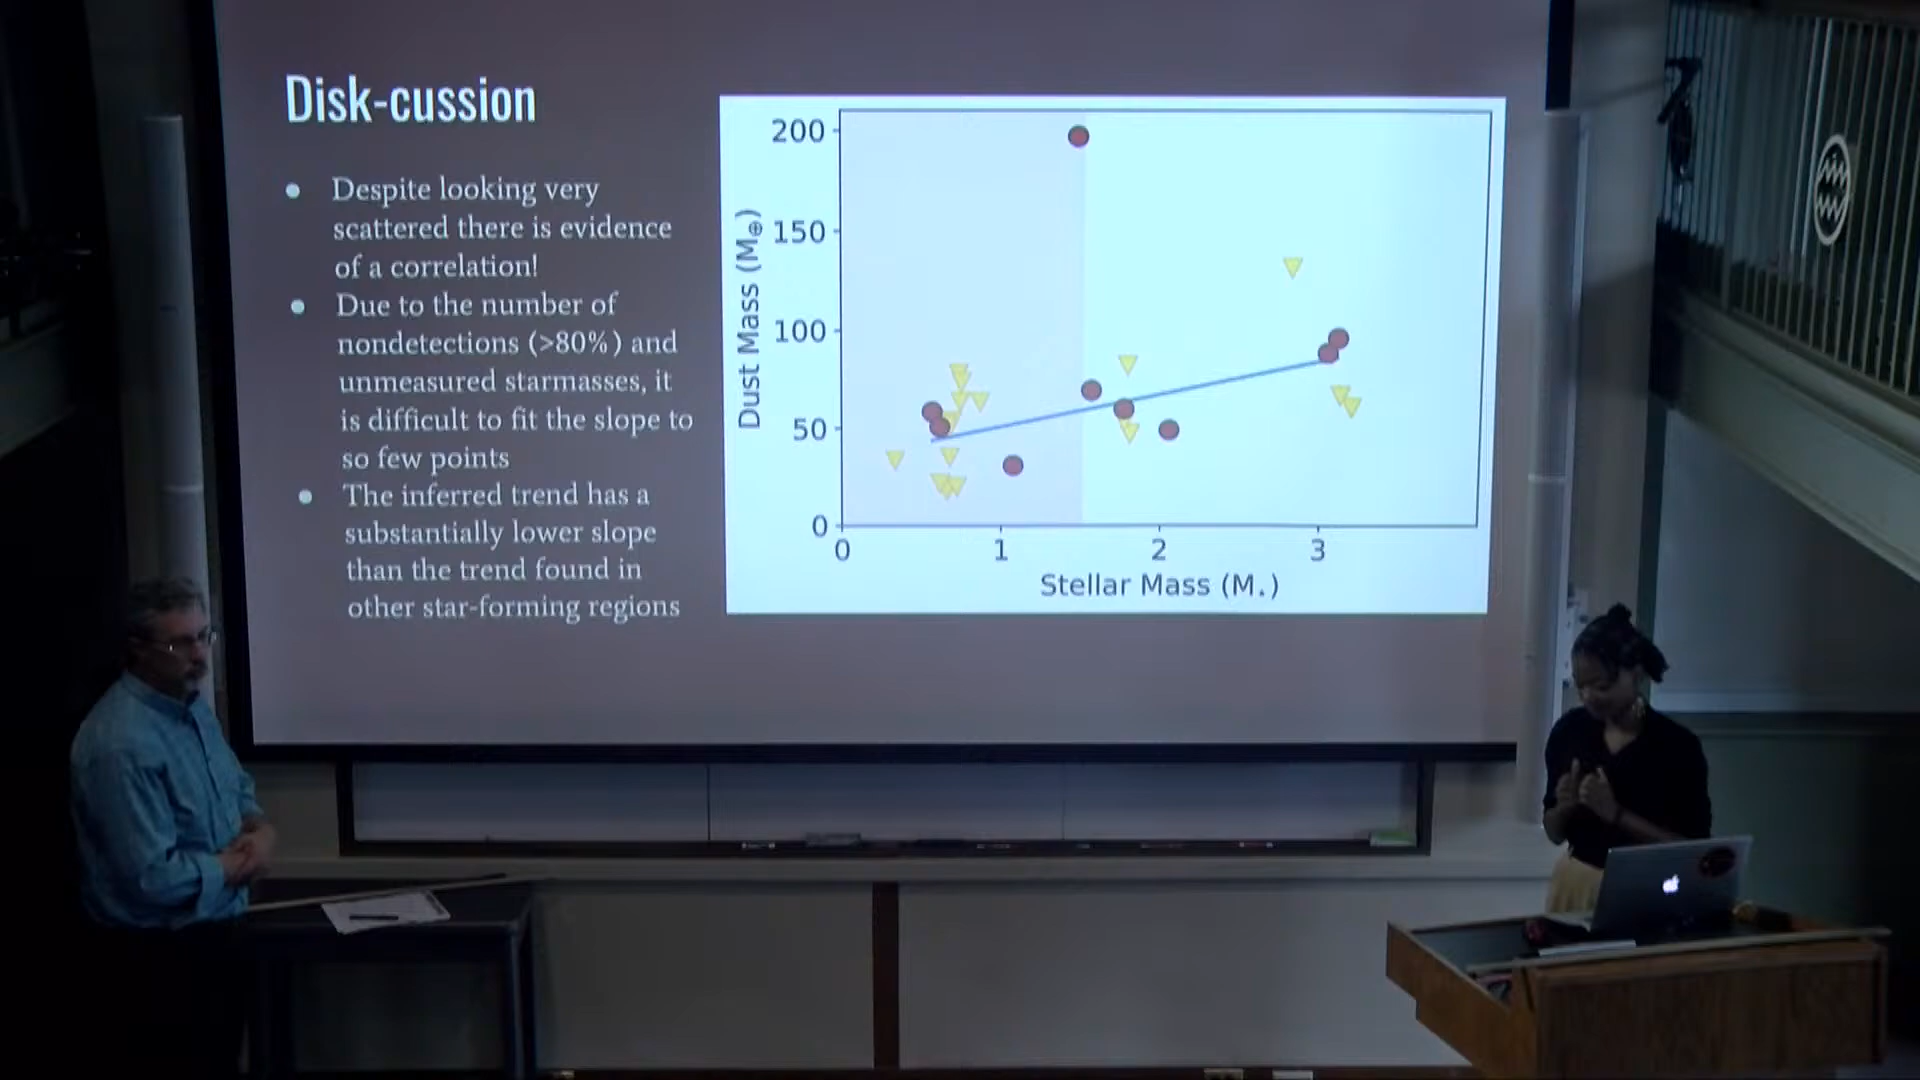 Disk-cussion
● Despite looking very
scattered there is evidence
of a correlation!
● Due to the number of
nondetections (>80%) and
unmeasured starmasses, it
is difficult to fit the slope to
so few points
● The inferred trend has a
substantially lower slope
than the trend found in
other star-forming regions
Dust Mass (M⊕)
200
150
100
50
0
0 1 2 3
Stellar Mass (M⋆)